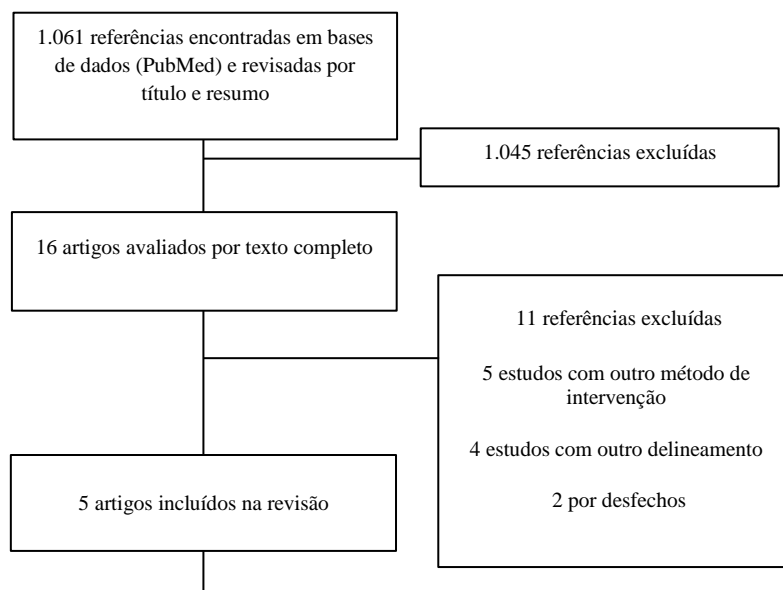 1.061 referências encontradas em bases
de dados (PubMed) e revisadas por
título e resumo
1.045 referências excluídas
16 artigos avaliados por texto completo
11 referências excluídas
5 estudos com outro método de
intervenção
4 estudos com outro delineamento
2 por desfechos
5 artigos incluídos na revisão